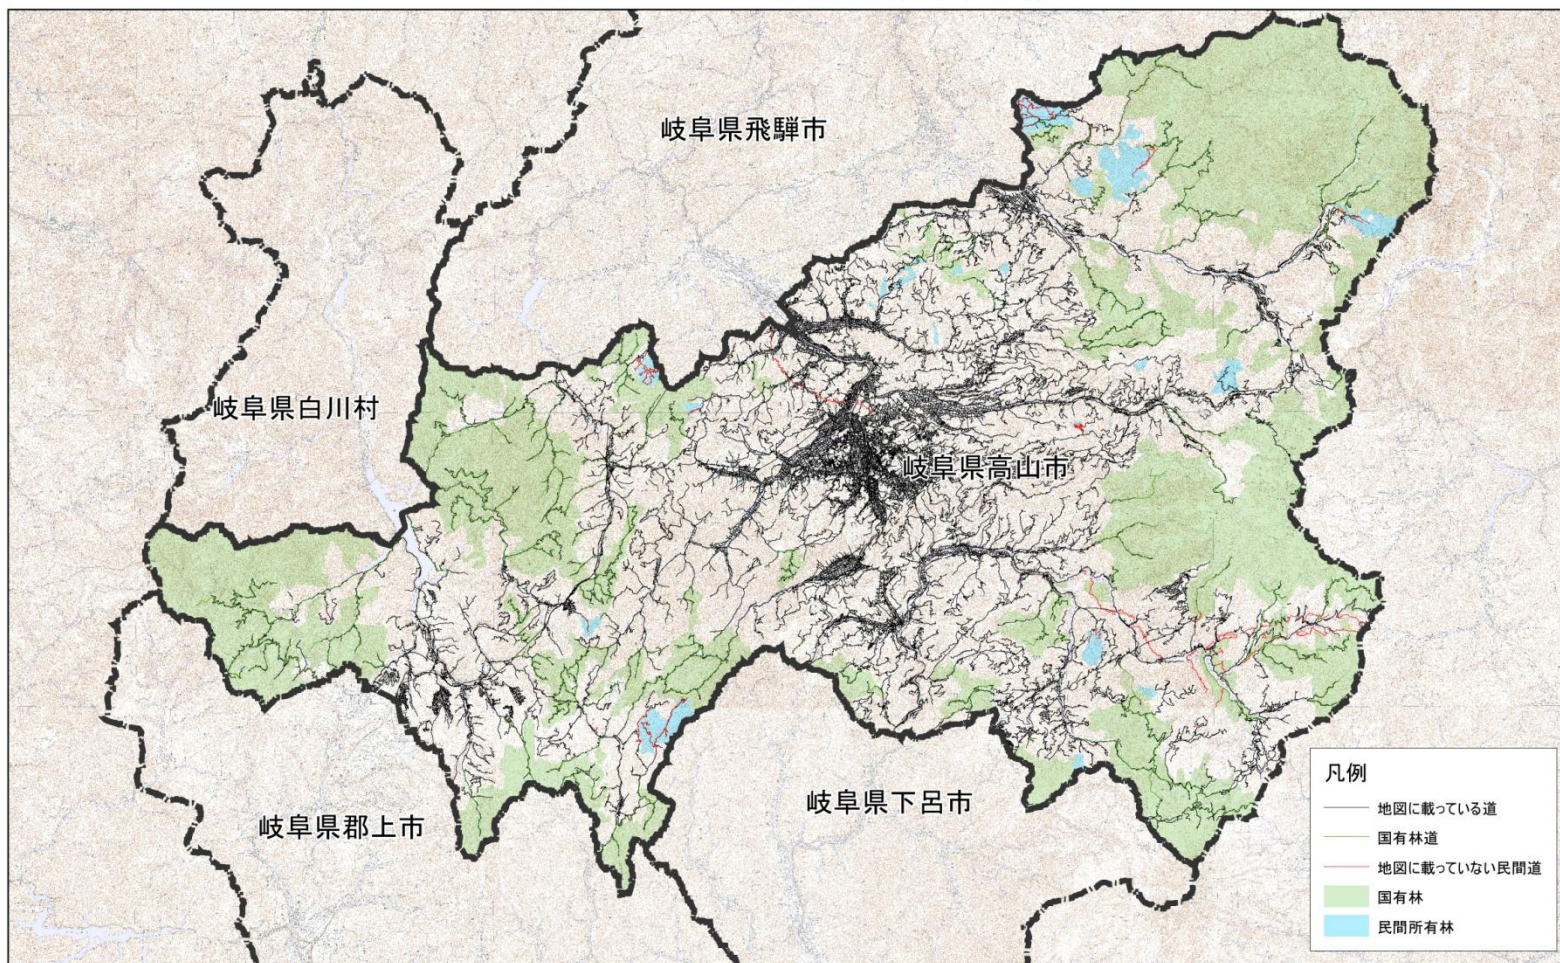 岐阜県飛騨市
岐阜県白川村
岐阜県高山市
岐阜県下呂市
岐阜県郡上市
凡例
地図に載っている道
国有林道
地図に載っていない民間道
国有林
民間所有林